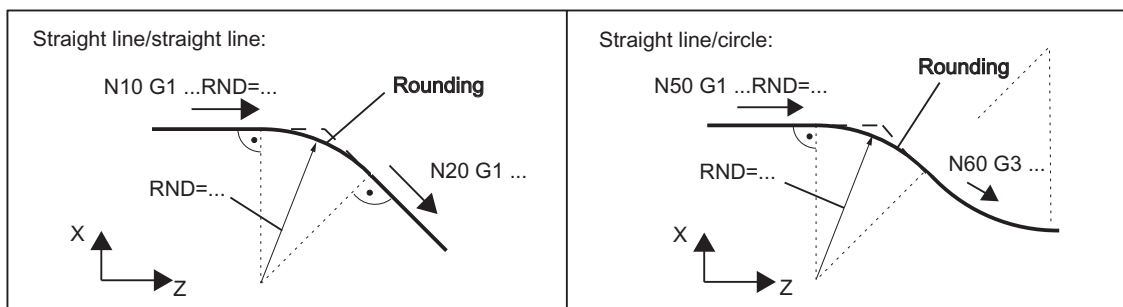 Straight line/straight line:
N10 G1 ...RND=...
Rounding
N20 G1 ...
RND=...
X
Z
Straight line/circle:
N50 G1 ...RND=...
Rounding
N60 G3 ...
RND=...
X
Z